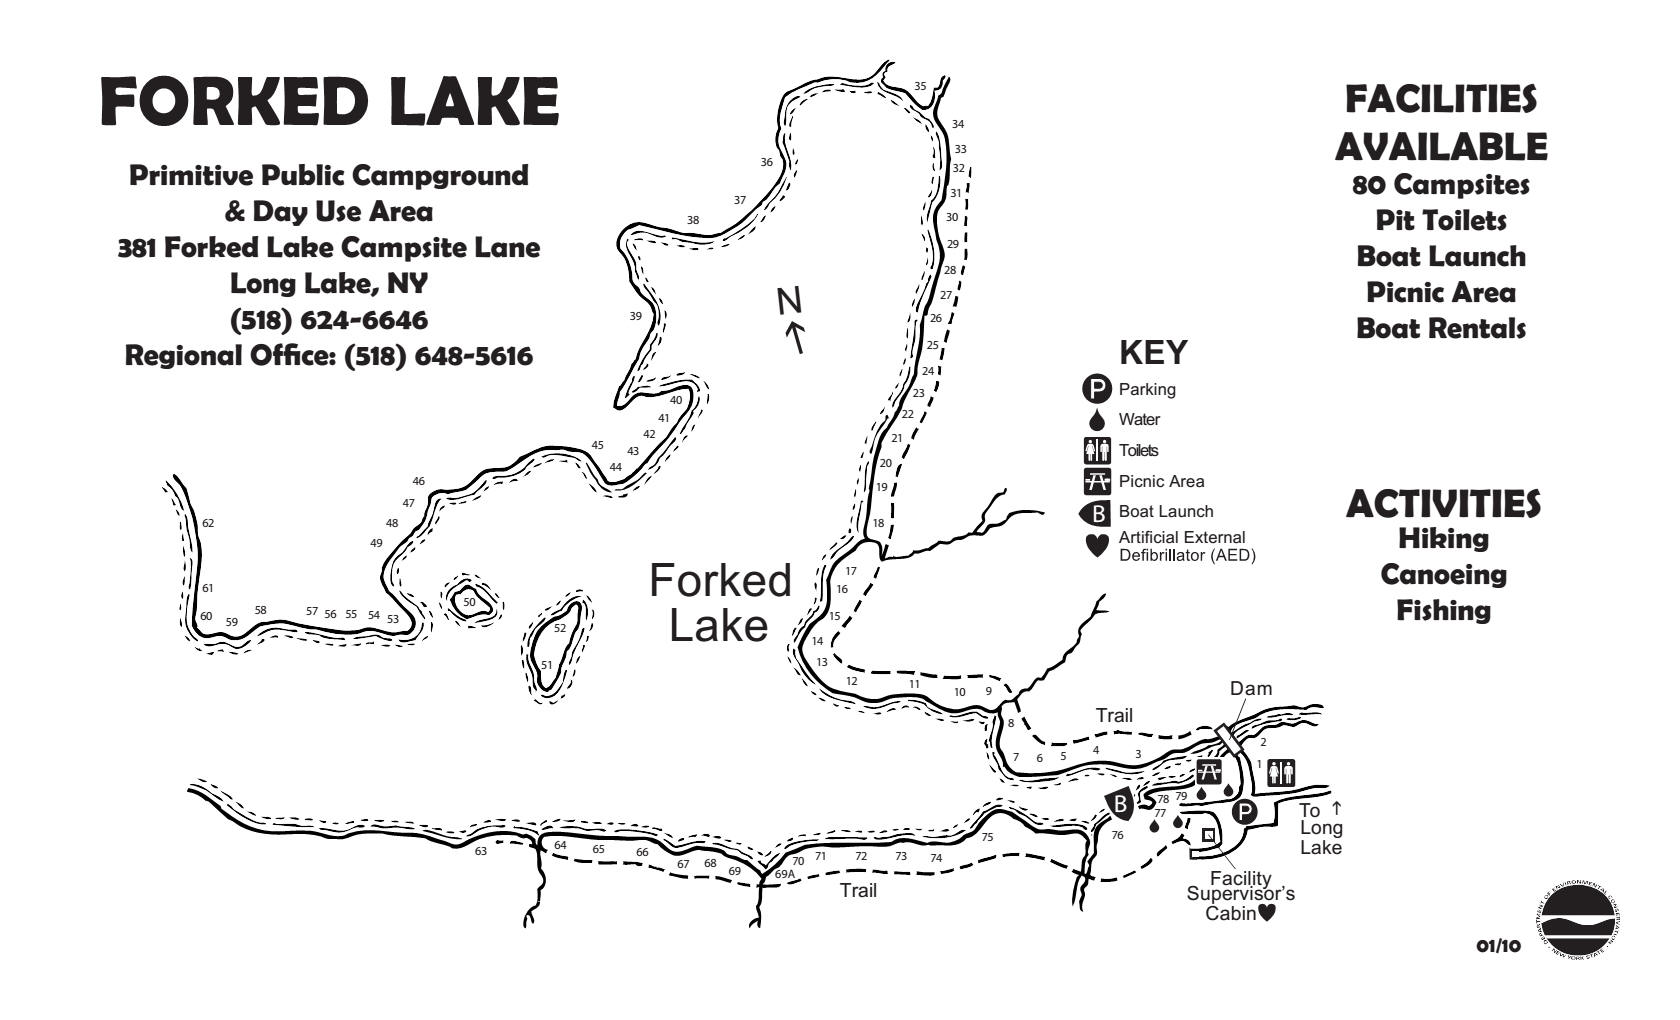 FORKED LAKE
Primitive Public Campground
& Day Use Area
381 Forked Lake Campsite Lane
Long Lake, NY
(518) 624-6646
Regional Office: (518) 648-5616
FACILITIES
AVAILABLE
80 Campsites
Pit Toilets
Boat Launch
Picnic Area
Boat Rentals
ACTIVITIES
Hiking
Canoeing
Fishing
KEY
P Parking
Water
Toilets
Picnic Area
B Boat Launch
Artificial External
Defibrillator (AED)
N
Forked
Lake
35
34
33
32
31
30
29
28
27
26
25
24
23
22
21
20
19
18
17
16
15
14
13
12
11
10
9
8
7
6
5
4
3
2
1
36
37
38
39
40
41
42
43
44
45
46
47
48
49
50
52
51
62
61
60
59
58
57
56
55
54
53
63
64
65
66
67
68
69
69A
70
71
72
73
74
75
76
77
78
79
Trail
Trail
Dam
B
P
To
Long
Lake
Facility
Supervisor's
Cabin
01/10
DEPARTMENT OF ENVIRONMENTAL CONSERVATION
NEW YORK STATE